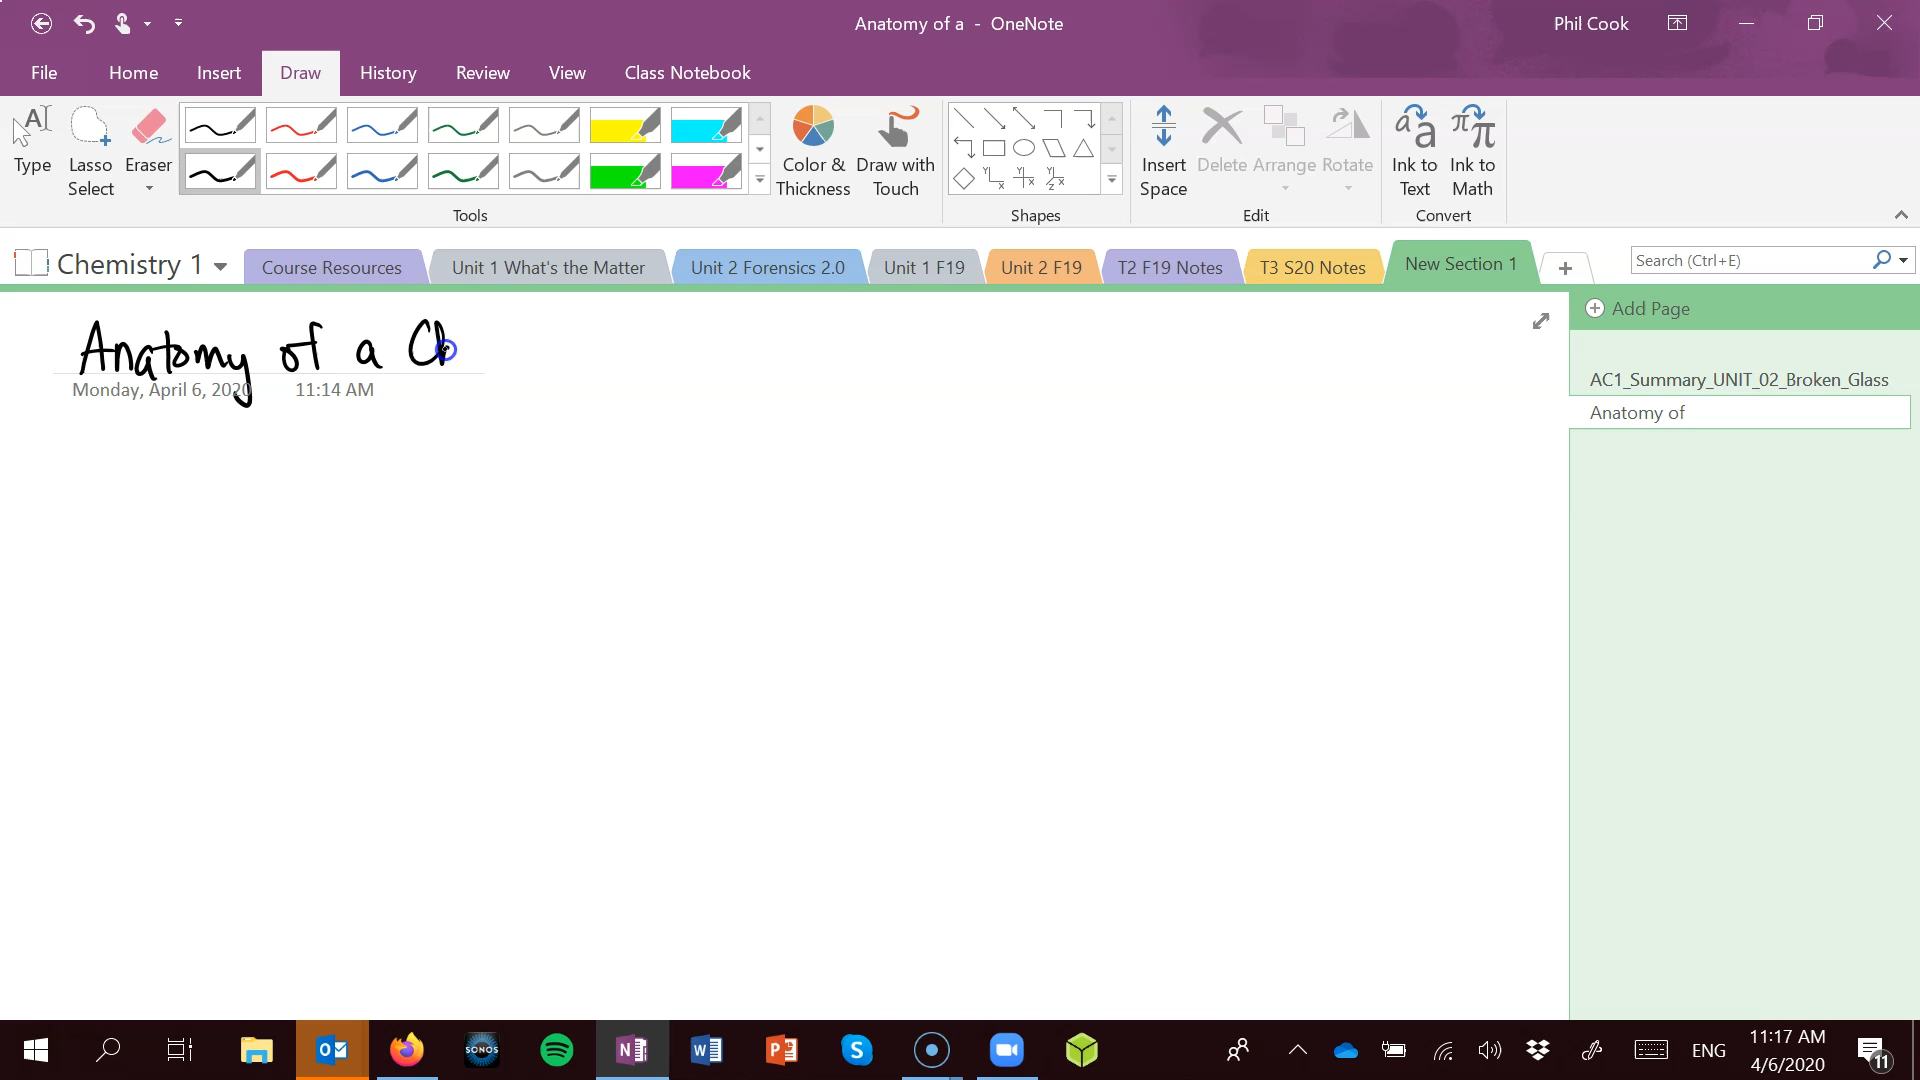 Anatomy of a - OneNote
Phil Cook
File Home Insert Draw History Review View Class Notebook
Type
Lasso Select
Eraser
Color & Thickness
Draw with Touch
Insert Space
Delete Arrange Rotate
Ink to Text
Ink to Math
Tools Shapes Edit Convert
Chemistry 1 Course Resources Unit 1 What's the Matter Unit 2 Forensics 2.0 Unit 1 F19 Unit 2 F19 T2 F19 Notes T3 S20 Notes New Section 1
Search (Ctrl+E)
Add Page
Anatomy of a Ch
Monday, April 6, 2020 11:14 AM
AC1_Summary_UNIT_02_Broken_Glass
Anatomy of
SONOS
ENG
11:17 AM
4/6/2020
11